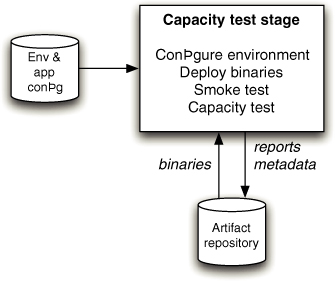 Capacity test stage
ConÞgure environment
Deploy binaries
Smoke test
Capacity test
Env &
app
conÞg
binaries
reports
metadata
Artifact
repository